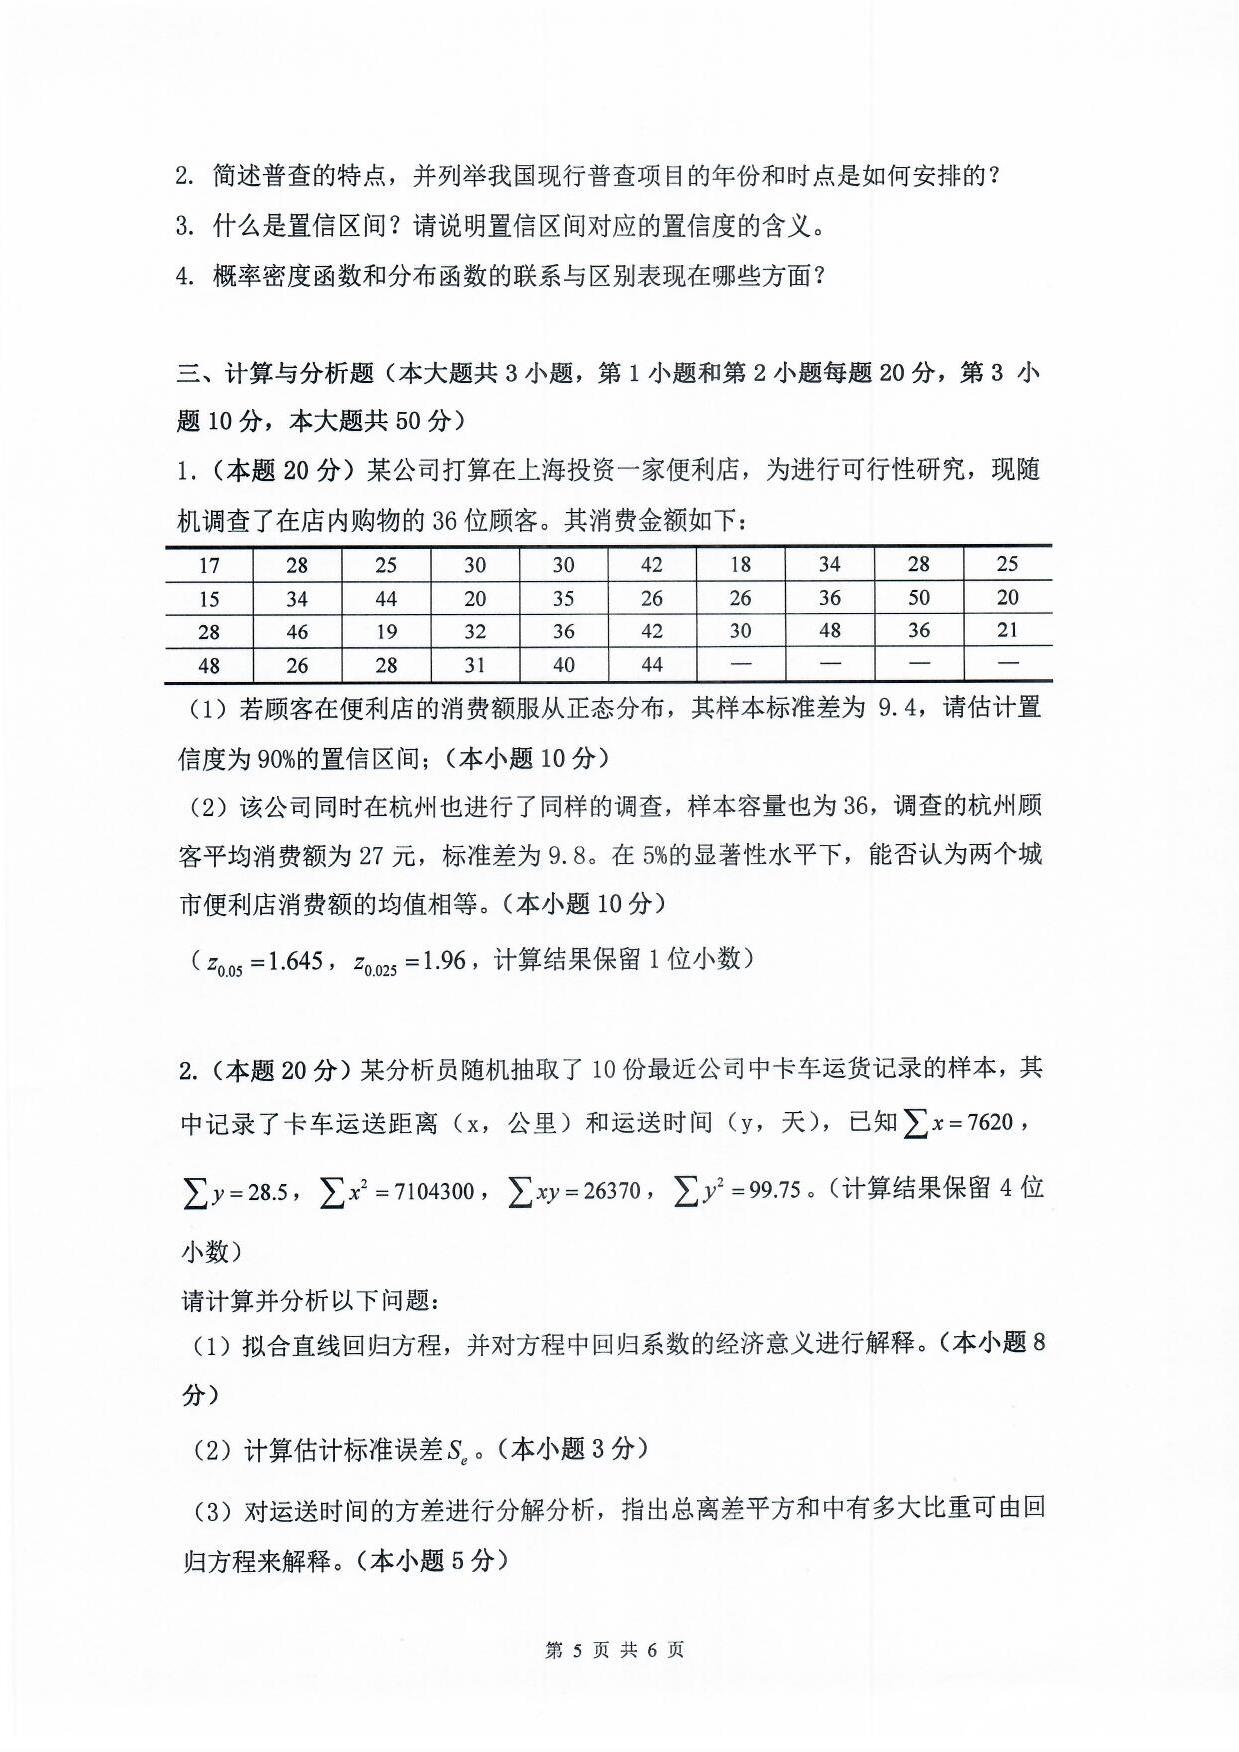 2. 简述普查的特点，并列举我国现行普查项目的年份和时点是如何安排的？
3. 什么是置信区间？请说明置信区间对应的置信度的含义。
4. 概率密度函数和分布函数的联系与区别表现在哪些方面？
三、计算与分析题（本大题共 3 小题，第 1 小题和第 2 小题每题 20 分，第 3 小
题 10 分，本大题共 50 分）
1.（本题 20 分）某公司打算在上海投资一家便利店，为进行可行性研究，现随
机调查了在店内购物的 36 位顾客。其消费金额如下：
17 28 25 30 30 42 18 34 28 25
15 34 44 20 35 26 26 36 50 20
28 46 19 32 36 42 30 48 36 21
48 26 28 31 40 44 — — — —
（1）若顾客在便利店的消费额服从正态分布，其样本标准差为 9.4，请估计置
信度为 90%的置信区间；（本小题 10 分）
（2）该公司同时在杭州也进行了同样的调查，样本容量也为 36，调查的杭州顾
客平均消费额为 27 元，标准差为 9.8。在 5%的显著性水平下，能否认为两个城
市便利店消费额的均值相等。（本小题 10 分）
（z₀.₀₅ =1.645，z₀.₀₂₅ =1.96，计算结果保留 1 位小数）
2.（本题 20 分）某分析员随机抽取了 10 份最近公司中卡车运货记录的样本，其
中记录了卡车运送距离（x，公里）和运送时间（y，天），已知∑x=7620，
∑y=28.5，∑x²=7104300，∑xy=26370，∑y²=99.75。（计算结果保留 4 位
小数）
请计算并分析以下问题：
（1）拟合直线回归方程，并对方程中回归系数的经济意义进行解释。（本小题 8
分）
（2）计算估计标准误差Sₑ。（本小题 3 分）
（3）对运送时间的方差进行分解分析，指出总离差平方和中有多大比重可由回
归方程来解释。（本小题 5 分）
第 5 页 共 6 页